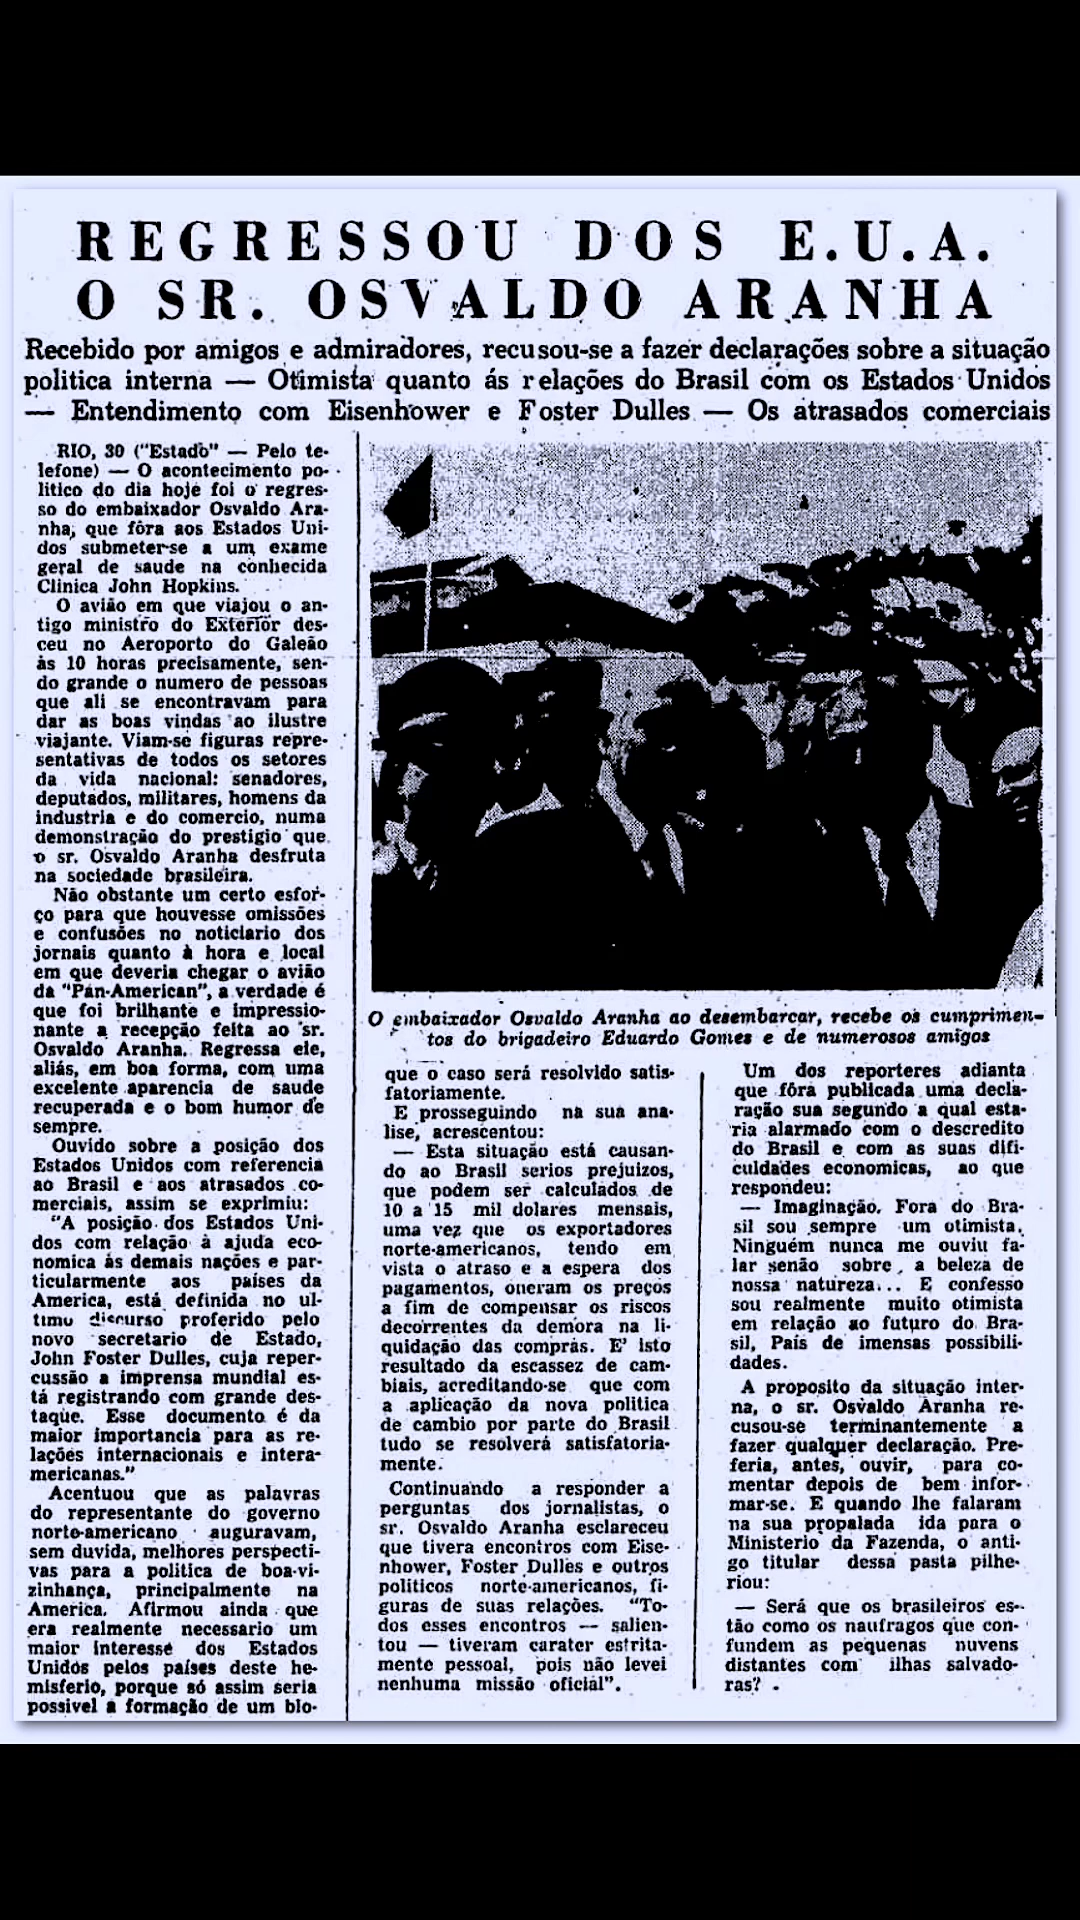 REGRESSOU DOS E.U.A.
O SR. OSVALDO ARANHA
Recebido por amigos e admiradores, recusou-se a fazer declarações sobre a situação
politica interna — Otimista quanto ás relações do Brasil com os Estados Unidos
— Entendimento com Eisenhower e Foster Dulles — Os atrasados comerciais
RIO, 30 ("Estado" — Pelo te-
lefone) — O acontecimento po-
litico do dia hoje foi o regres-
so do embaixador Osvaldo Ara-
nha, que fôra aos Estados Uni-
dos submeter-se a um exame
geral de saude na conhecida
Clinica John Hopkins.
O avião em que viajou o an-
tigo ministro do Exterior des-
ceu no Aeroporto do Galeão
às 10 horas precisamente, sen-
do grande o numero de pessoas
que ali se encontravam para
dar as boas vindas ao ilustre
viajante. Viam-se figuras repre-
sentativas de todos os setores
da vida nacional: senadores,
deputados, militares, homens da
industria e do comercio, numa
demonstração do prestigio que
o sr. Osvaldo Aranha desfruta
na sociedade brasileira.
Não obstante um certo esfor-
ço para que houvesse omissões
e confusões no noticiario dos
jornais quanto à hora e local
em que deveria chegar o avião
da "Pan-American", a verdade é
que foi brilhante e impressio-
nante a recepção feita ao sr.
Osvaldo Aranha. Regressa ele,
aliás, em boa forma, com uma
excelente aparencia de saude
recuperada e o bom humor de
sempre.
Ouvido sobre a posição dos
Estados Unidos com referencia
ao Brasil e aos atrasados co-
merciais, assim se exprimiu:
"A posição dos Estados Uni-
dos com relação à ajuda eco-
nomica ás demais nações e par-
ticularmente aos países da
America, está definida no ul-
timo discurso proferido pelo
novo secretario de Estado,
John Foster Dulles, cuja reper-
cussão a imprensa mundial es-
tá registrando com grande des-
taque. Esse documento é da
maior importancia para as re-
lações internacionais e intera-
mericanas."
Acentuou que as palavras
do representante do governo
norte-americano auguravam,
sem duvida, melhores perspecti-
vas para a politica de boa-vi-
zinhança, principalmente na
America. Afirmou ainda que
era realmente necessario um
maior interesse dos Estados
Unidos pelos países deste he-
misferio, porque só assim seria
possivel a formação de um blo-
O embaixador Osvaldo Aranha ao desembarcar, recebe os cumprimen-
tos do brigadeiro Eduardo Gomes e de numerosos amigos
que o caso será resolvido satis-
fatoriamente.
E prosseguindo na sua ana-
lise, acrescentou:
— Esta situação está causan-
do ao Brasil serios prejuizos,
que podem ser calculados de
10 a 15 mil dolares mensais,
uma vez que os exportadores
norte-americanos, tendo em
vista o atraso e a espera dos
pagamentos, oneram os preços
a fim de compensar os riscos
decorrentes da demora na li-
quidação das compras. E' isto
resultado da escassez de cam-
biais, acreditando-se que com
a aplicação da nova politica
de cambio por parte do Brasil
tudo se resolverá satisfatoria-
mente.
Continuando a responder a
perguntas dos jornalistas, o
sr. Osvaldo Aranha esclareceu
que tivera encontros com Eise-
nhower, Foster Dulles e outros
politicos norte-americanos, fi-
guras de suas relações. "To-
dos esses encontros — salien-
tou — tiveram carater estrita-
mente pessoal, pois não levei
nenhuma missão oficial".
Um dos reporteres adianta
que fôra publicada uma decla-
ração sua segundo a qual esta-
ria alarmado com o descredito
do Brasil e com as suas difi-
culdades economicas, ao que
respondeu:
— Imaginação. Fora do Bra-
sil sou sempre um otimista.
Ninguém nunca me ouviu fa-
lar senão sobre a beleza de
nossa natureza... E confesso
sou realmente muito otimista
em relação ao futuro do Bra-
sil, País de imensas possibili-
dades.
A proposito da situação inter-
na, o sr. Osvaldo Aranha re-
cusou-se terminantemente a
fazer qualquer declaração. Pre-
feria, antes, ouvir, para co-
mentar depois de bem infor-
mar-se. E quando lhe falaram
na sua propalada ida para o
Ministerio da Fazenda, o anti-
go titular dessa pasta pilhe-
riou:
— Será que os brasileiros es-
tão como os naufragos que con-
fundem as pequenas nuvens
distantes com ilhas salvado-
ras?